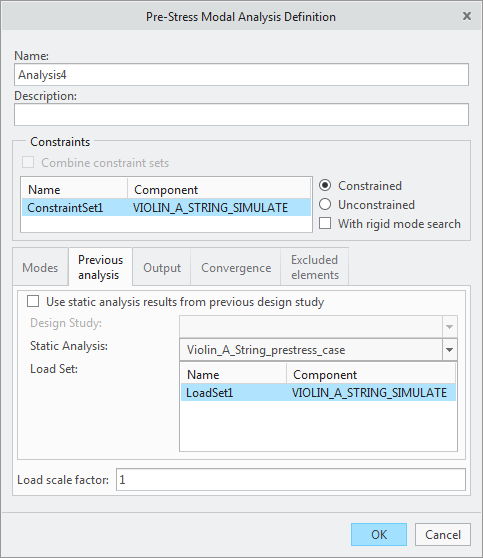 Pre-Stress Modal Analysis Definition
Name:
Analysis4
Description:
Constraints
Combine constraint sets
Name Component
ConstraintSet1 VIOLIN_A_STRING_SIMULATE
Constrained
Unconstrained
With rigid mode search
Modes Previous analysis Output Convergence Excluded elements
Use static analysis results from previous design study
Design Study:
Static Analysis: Violin_A_String_prestress_case
Load Set:
Name Component
LoadSet1 VIOLIN_A_STRING_SIMULATE
Load scale factor: 1
OK Cancel